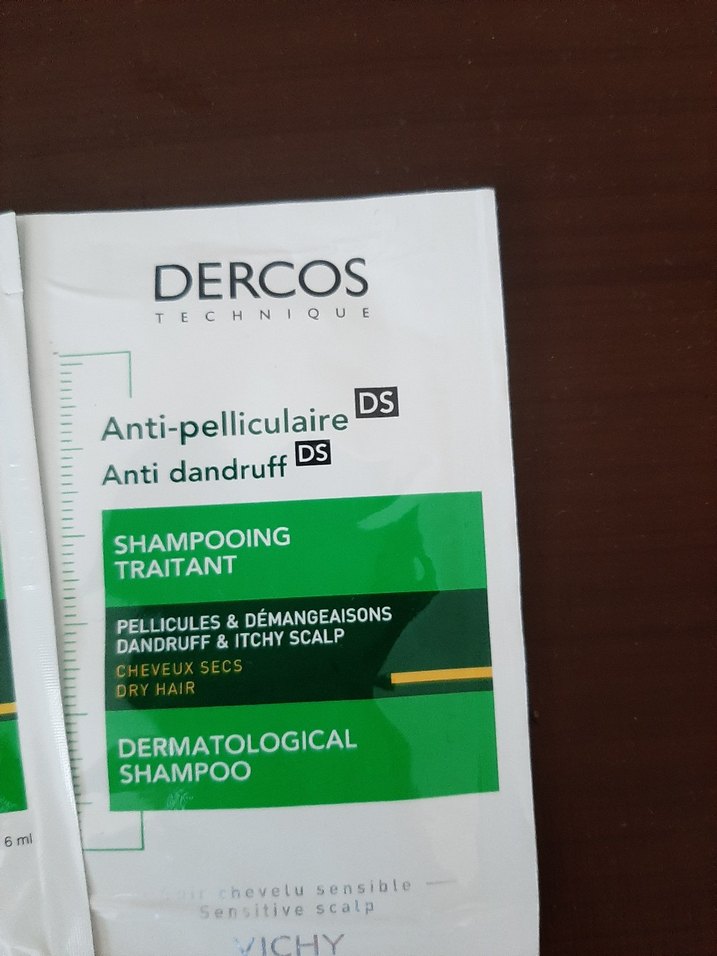 DERCOS
TECHNIQUE
Anti-pelliculaire DS
Anti dandruff DS
SHAMPOOING
TRAITANT
PELLICULES & DÉMANGEAISONS
DANDRUFF & ITCHY SCALP
CHEVEUX SECS
DRY HAIR
DERMATOLOGICAL
SHAMPOO
6 ml
chevelu sensible
Sensitive scalp
VICHY